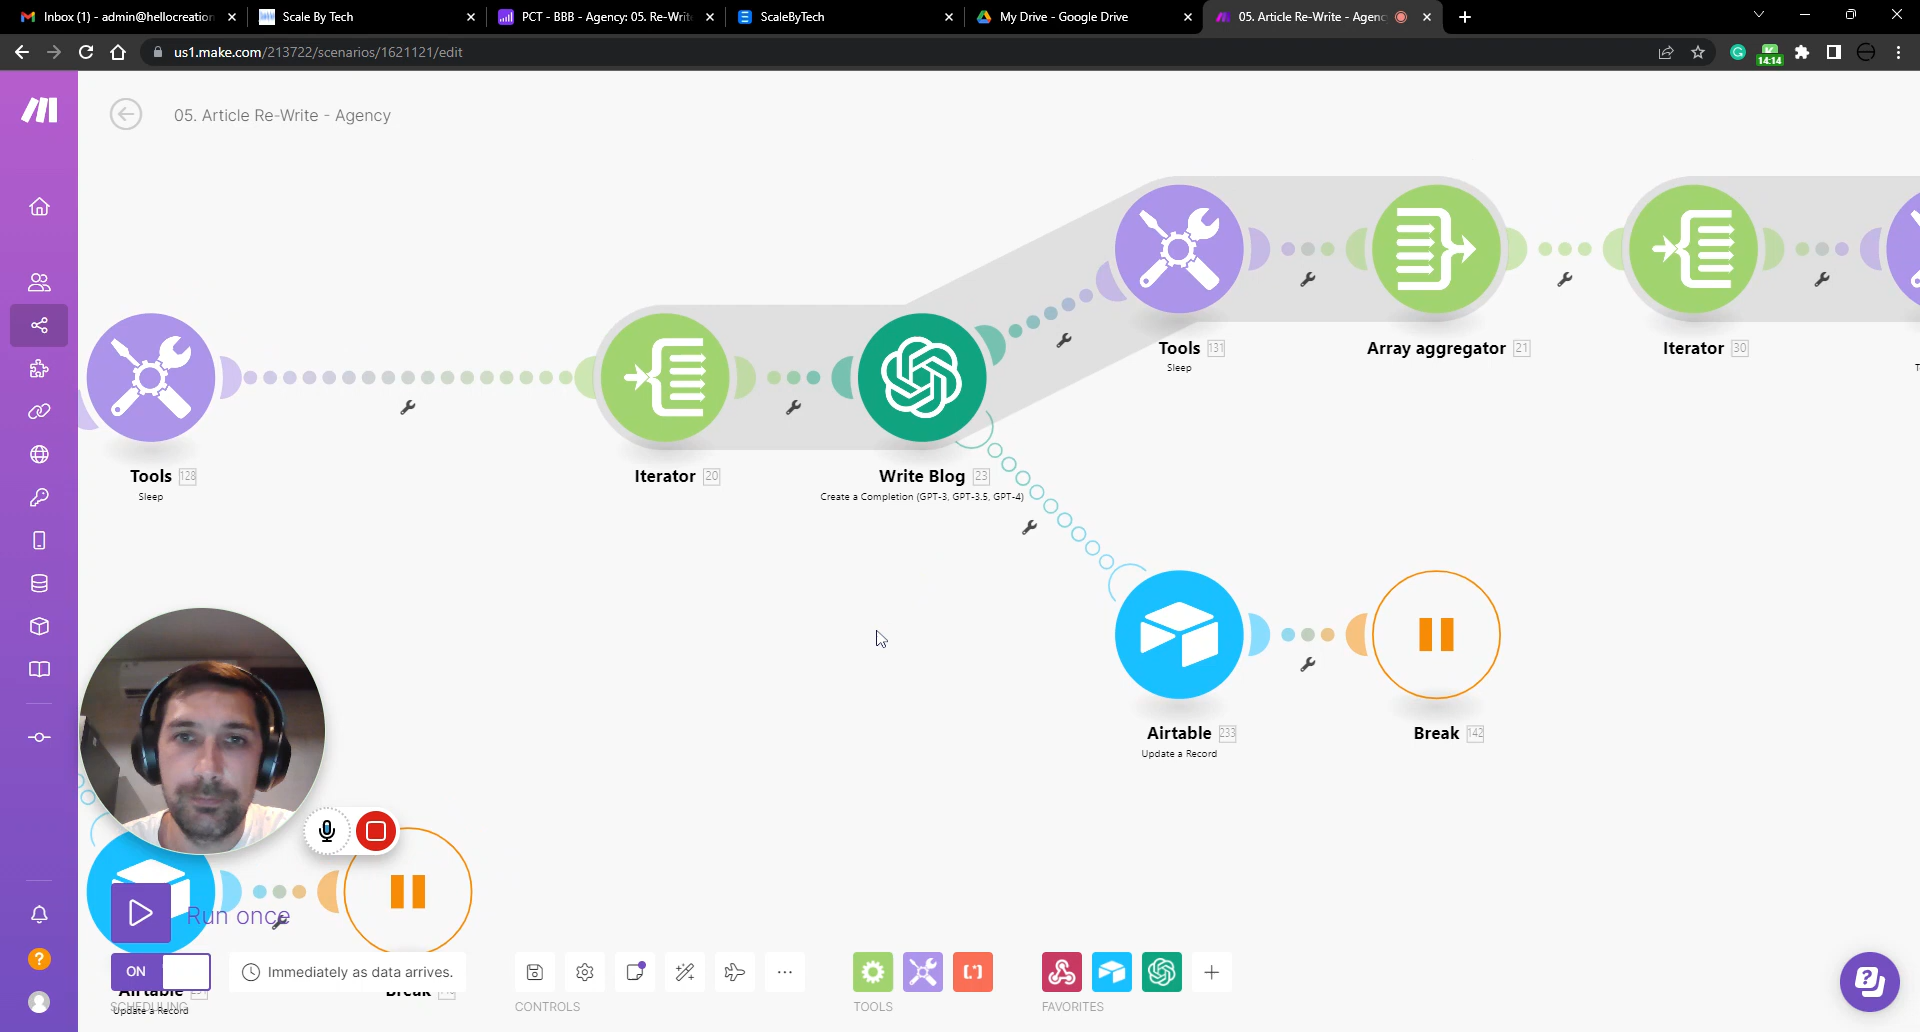 Inbox (1) - admin@hellocreation
Scale By Tech
PCT - BBB - Agency: 05. Re-Writ
ScaleByTech
My Drive - Google Drive
05. Article Re-Write - Agenc
us1.make.com/213722/scenarios/1621121/edit
14:14
05. Article Re-Write - Agency
Tools 131
Sleep
Array aggregator 21
Iterator 30
Tools 128
Sleep
Iterator 20
Write Blog 23
Create a Completion (GPT-3, GPT-3.5, GPT-4)
Airtable 233
Update a Record
Break 142
Run once
ON
Immediately as data arrives.
Airtable
Break
SCHEDULING
Update a Record
CONTROLS
TOOLS
FAVORITES